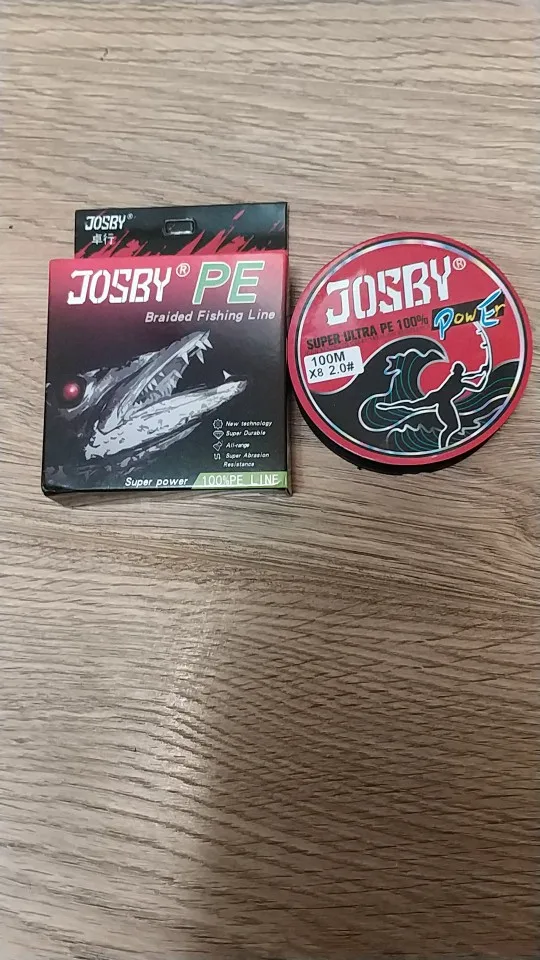 JOSBY®
卓行
JOSBY® PE
Braided Fishing Line
New technology
Super Durable
All-range
Super Abrasion
Resistance
Super power 100%PE LINE
JOSBY®
SUPER ULTRA PE 100% PowEr
100M
X8 2.0#